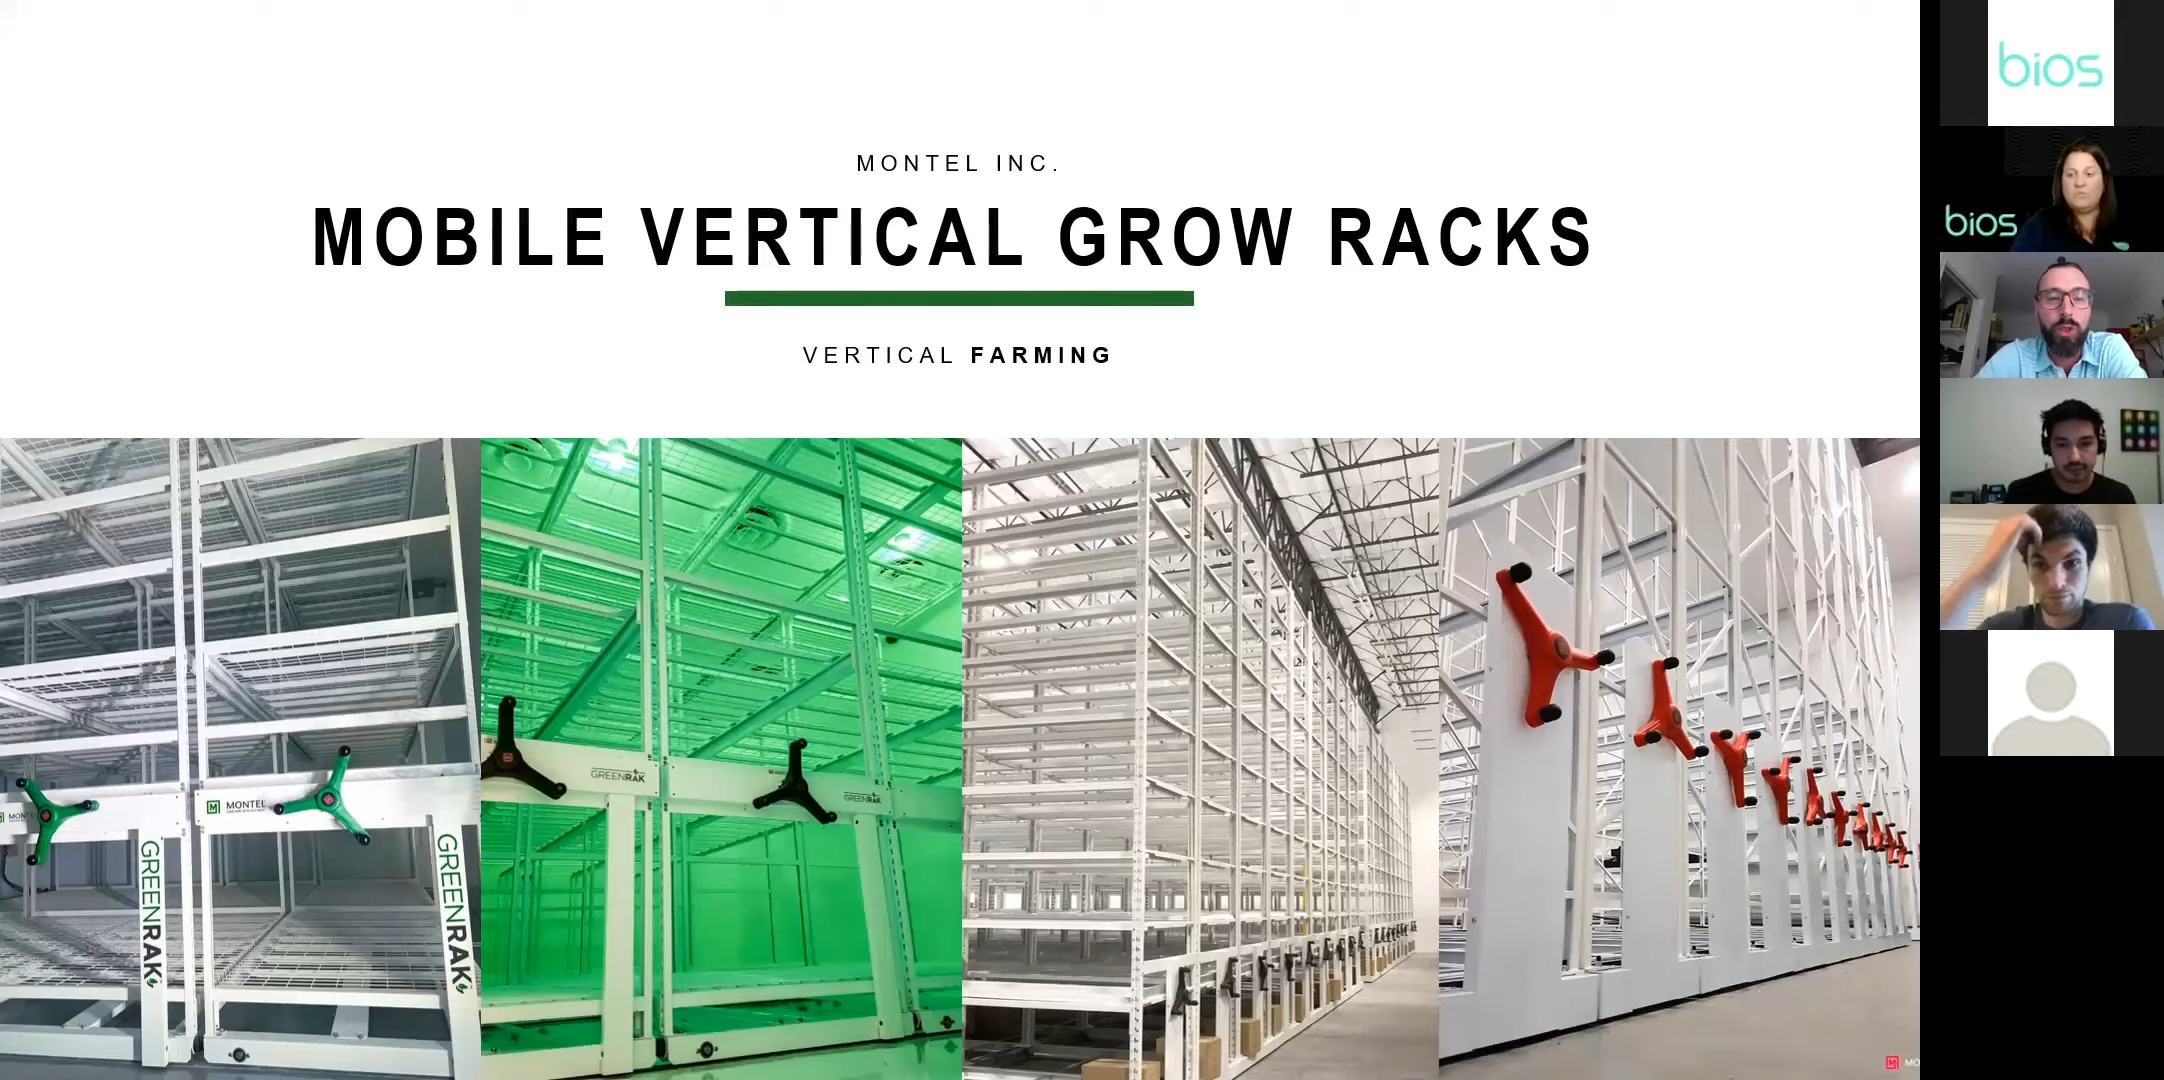 MONTEL INC.
MOBILE VERTICAL GROW RACKS
VERTICAL FARMING
bios
bios
GREENRAK
GREENRAK
MONTEL
GREENRAK
GREENRAK